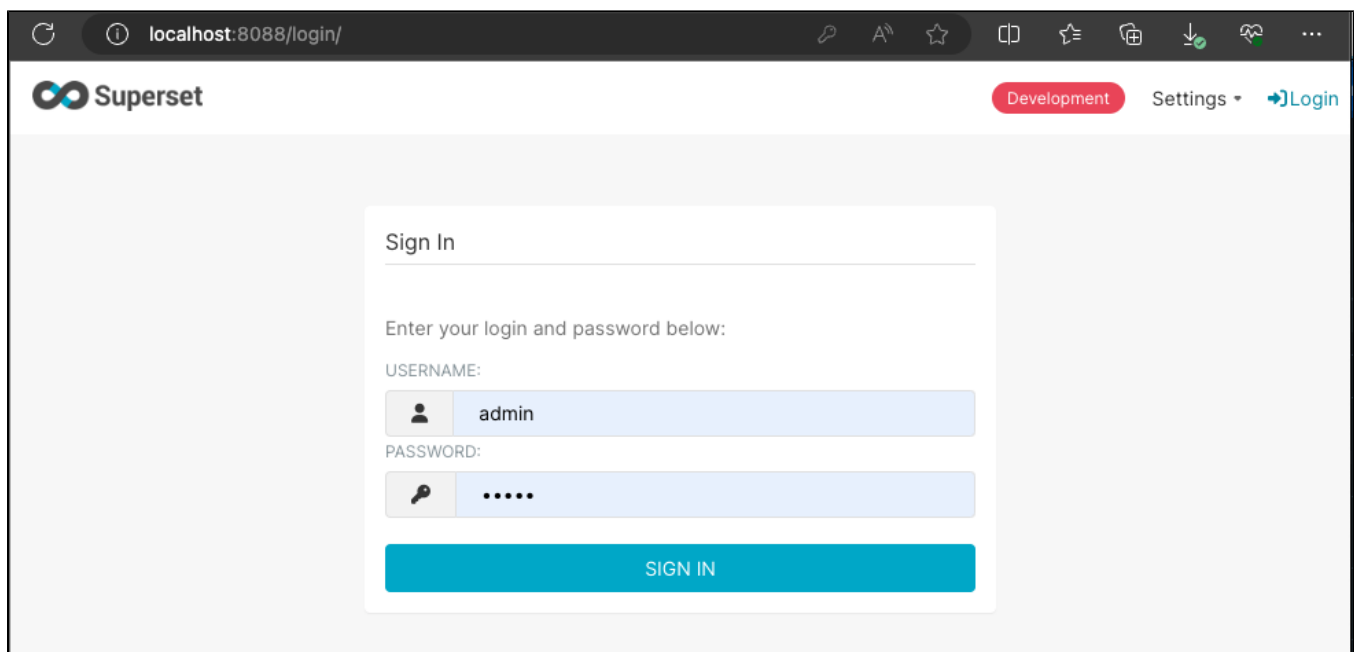 localhost:8088/login/
Superset
Development Settings Login
Sign In
Enter your login and password below:
USERNAME:
admin
PASSWORD:
•••••
SIGN IN